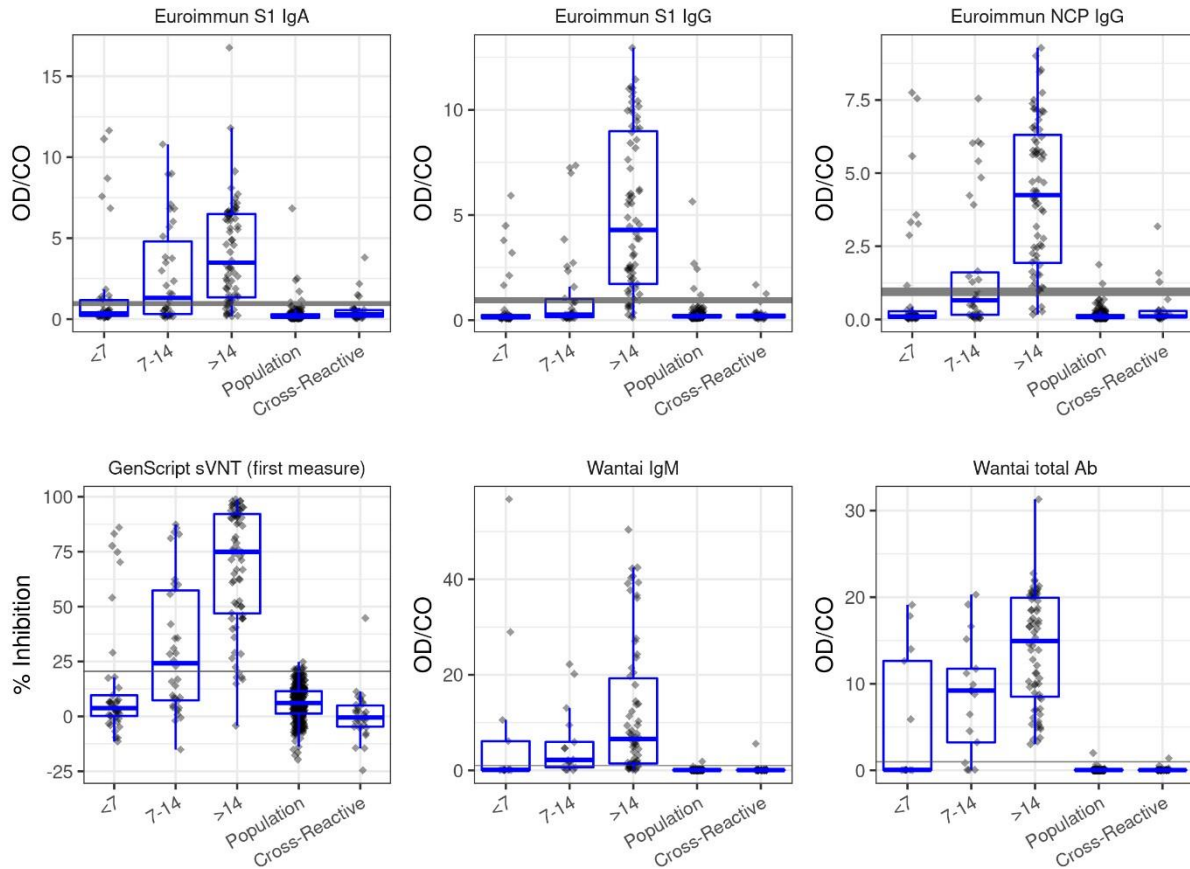 Euroimmun S1 IgA
Euroimmun S1 IgG
Euroimmun NCP IgG
OD/CO
15
10
5
0
<7
7-14
>14
Population
Cross-Reactive
OD/CO
10
5
0
<7
7-14
>14
Population
Cross-Reactive
OD/CO
7.5
5.0
2.5
0.0
<7
7-14
>14
Population
Cross-Reactive
GenScript sVNT (first measure)
Wantai IgM
Wantai total Ab
% Inhibition
100
75
50
25
0
-25
<7
7-14
>14
Population
Cross-Reactive
OD/CO
40
20
0
<7
7-14
>14
Population
Cross-Reactive
OD/CO
30
20
10
0
<7
7-14
>14
Population
Cross-Reactive